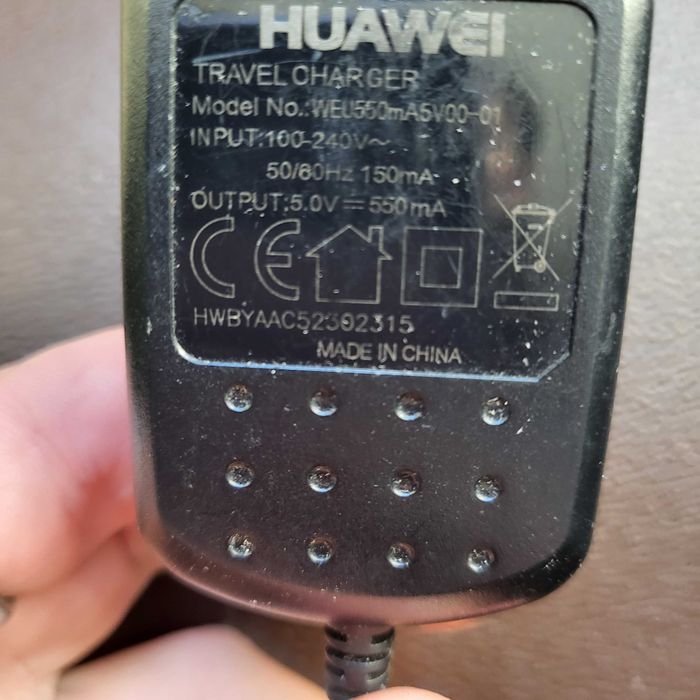 HUAWEI
TRAVEL CHARGER
Model No.: WEU550mA5V00-01
INPUT:100-240V~
50/60Hz 150mA
OUTPUT:5.0V⎓550mA
CE
HWBYAAC52302315
MADE IN CHINA